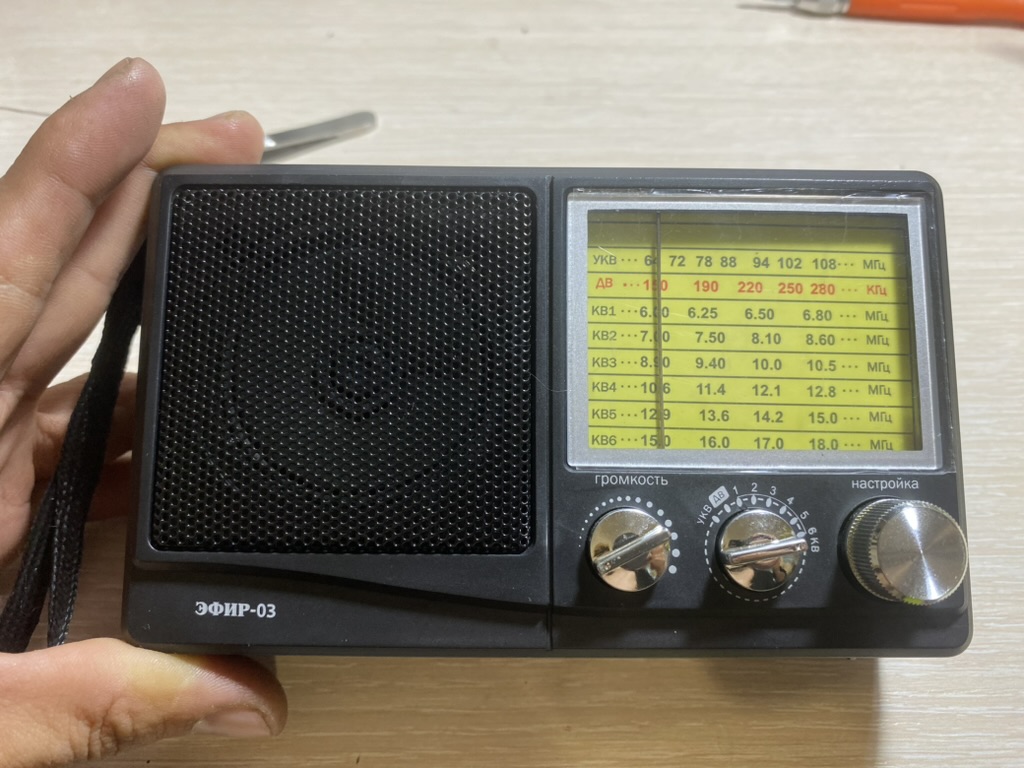 УКВ ··· 64 72 78 88 94 102 108 ··· МГц
ДВ ··· 150 190 220 250 280 ··· КГц
КВ1 ··· 6.00 6.25 6.50 6.80 ··· МГц
КВ2 ··· 7.00 7.50 8.10 8.60 ··· МГц
КВ3 ··· 8.90 9.40 10.0 10.5 ··· МГц
КВ4 ··· 10.6 11.4 12.1 12.8 ··· МГц
КВ5 ··· 12.9 13.6 14.2 15.0 ··· МГц
КВ6 ··· 15.0 16.0 17.0 18.0 ··· МГц
громкость
УКВ ДВ 1 2 3 4 5 6 КВ
настройка
ЭФИР-03